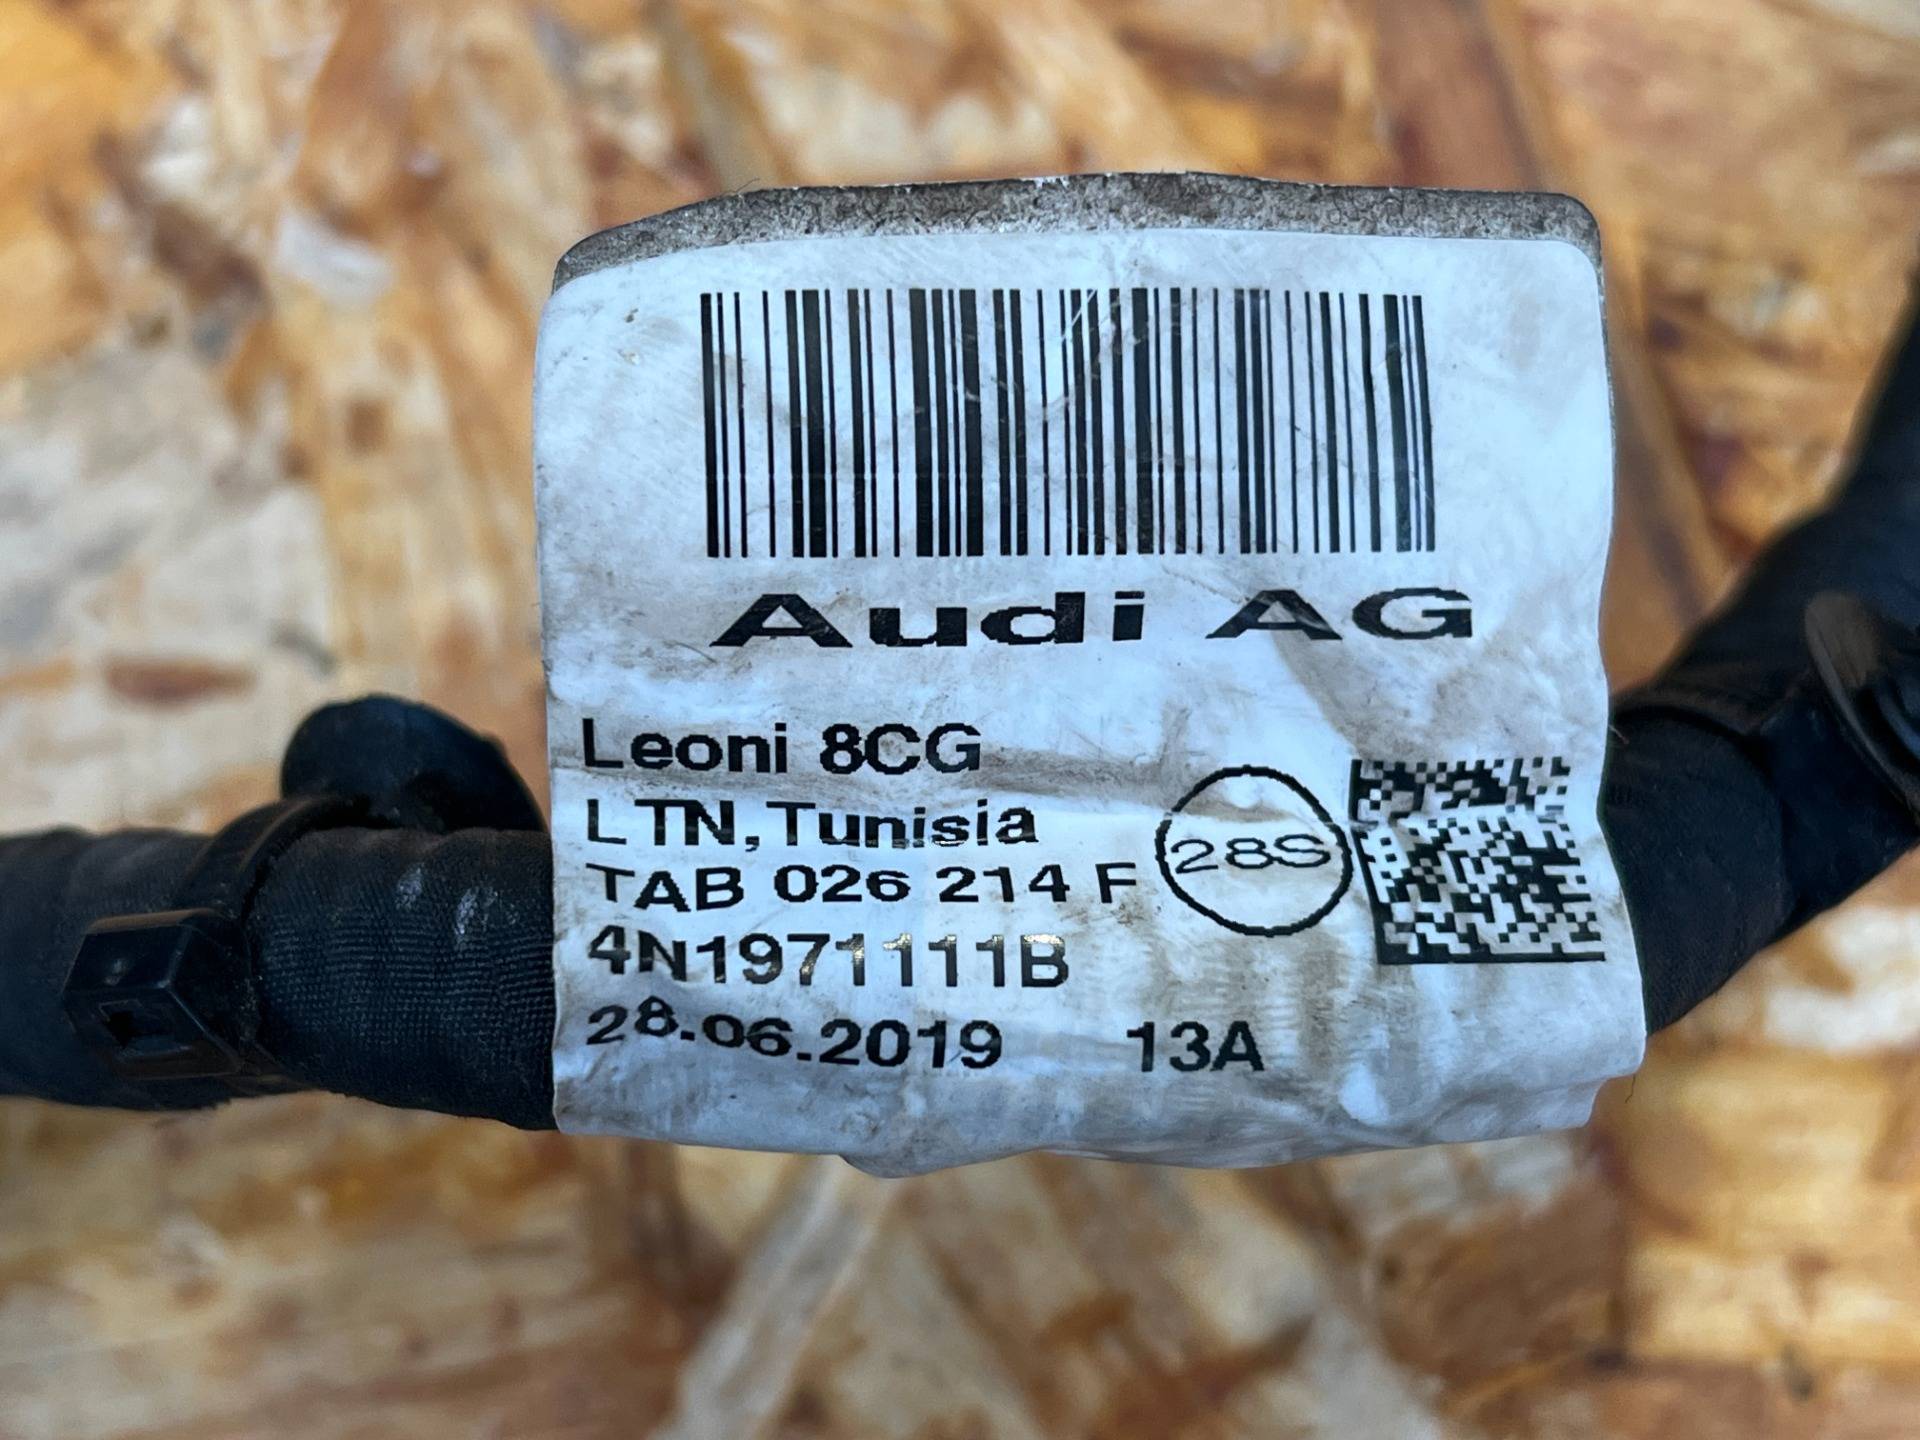 Audi AG
Leoni 8CG
LTN,Tunisia
TAB 026 214 F
28S
4N1971111B
28.06.2019 13A